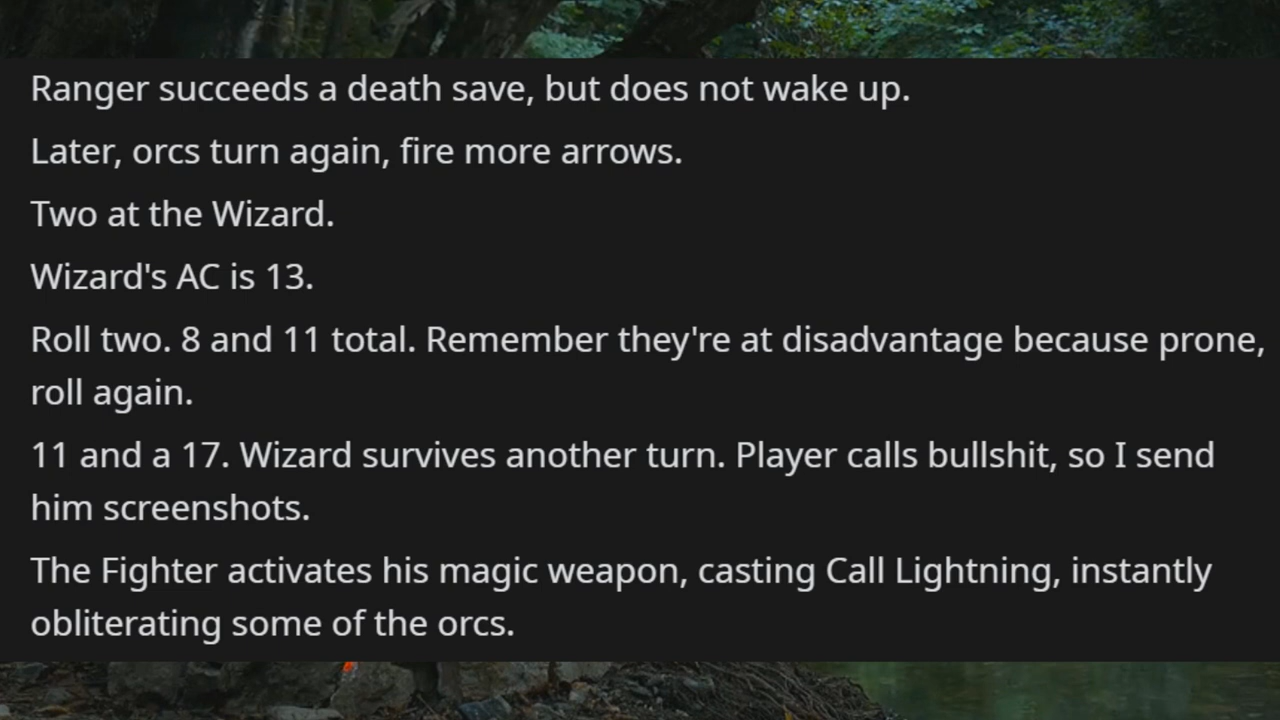 Ranger succeeds a death save, but does not wake up.
Later, orcs turn again, fire more arrows.
Two at the Wizard.
Wizard's AC is 13.
Roll two. 8 and 11 total. Remember they're at disadvantage because prone,
roll again.
11 and a 17. Wizard survives another turn. Player calls bullshit, so I send
him screenshots.
The Fighter activates his magic weapon, casting Call Lightning, instantly
obliterating some of the orcs.